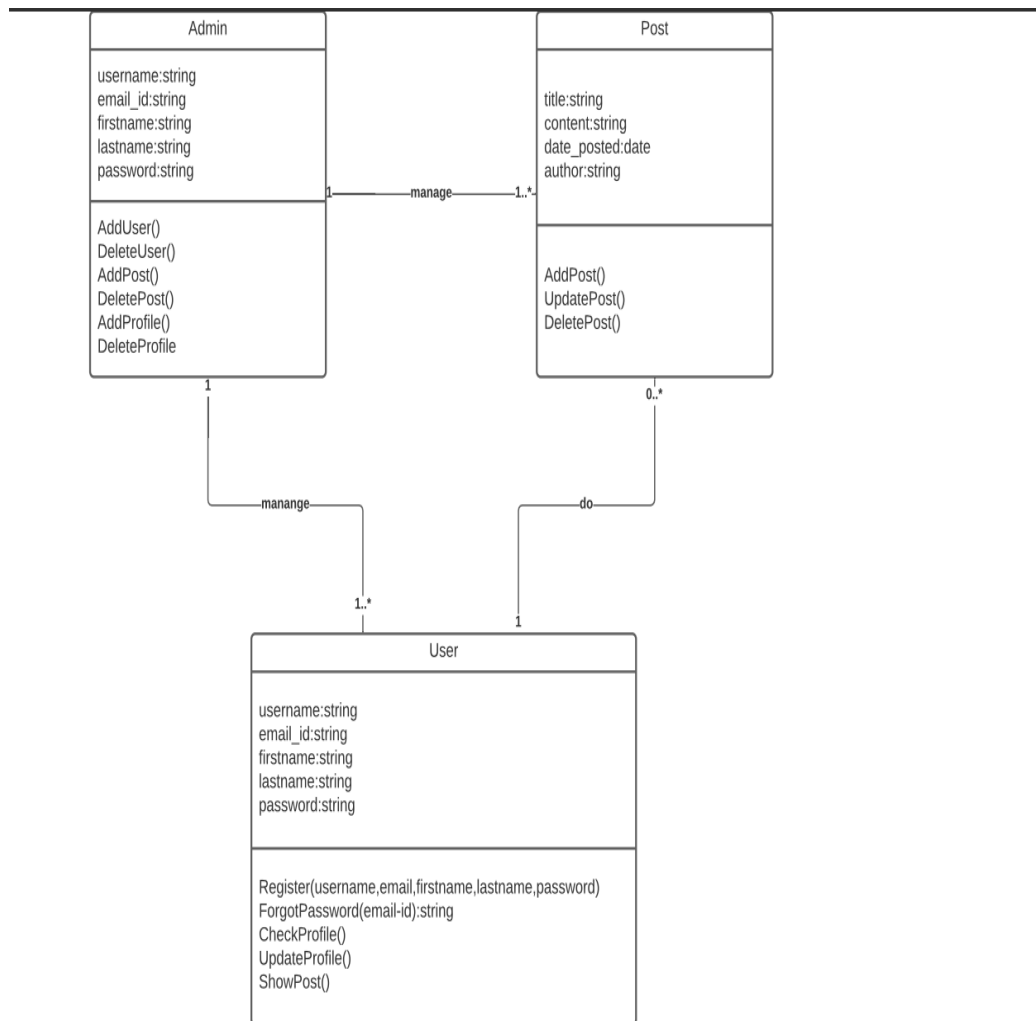 Admin
username:string
email_id:string
firstname:string
lastname:string
password:string
AddUser()
DeleteUser()
AddPost()
DeletePost()
AddProfile()
DeleteProfile
Post
title:string
content:string
date_posted:date
author:string
AddPost()
UpdatePost()
DeletePost()
1
manage
1..*
1
manange
1..*
0..*
do
1
User
username:string
email_id:string
firstname:string
lastname:string
password:string
Register(username,email,firstname,lastname,password)
ForgotPassword(email-id):string
CheckProfile()
UpdateProfile()
ShowPost()